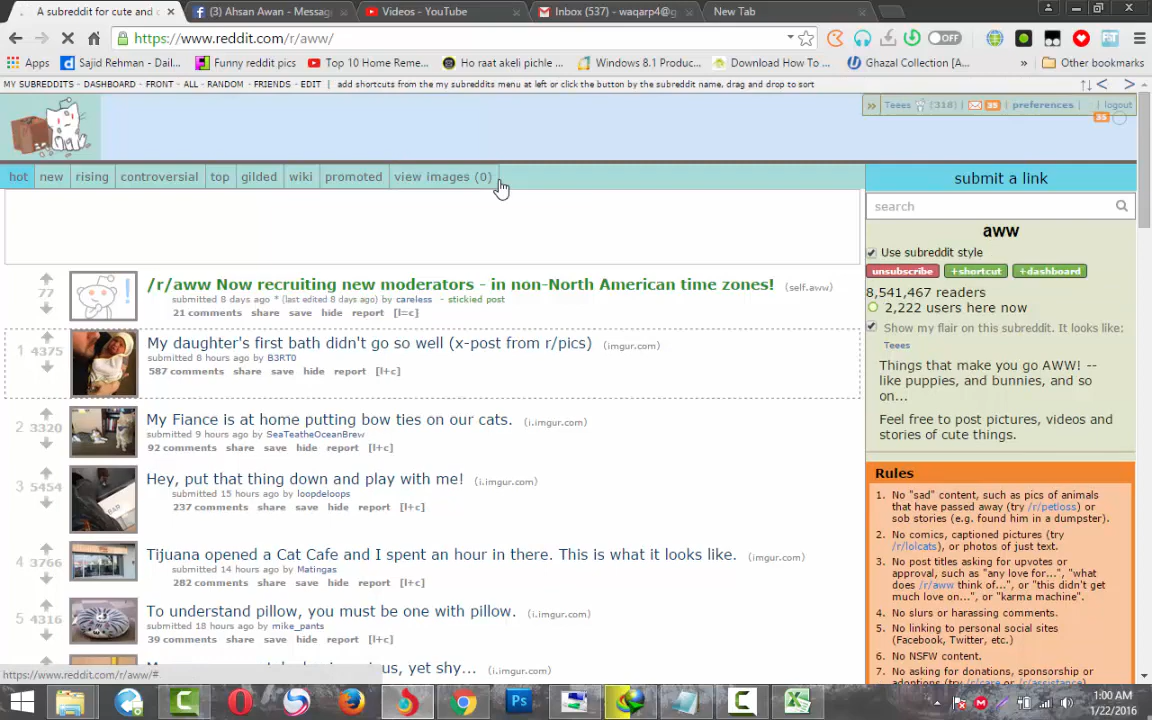 A subreddit for cute and c
(3) Ahsan Awan - Messag
Videos - YouTube
Inbox (537) - waqarp4@g
New Tab
https://www.reddit.com/r/aww/
OFF
Apps
Sajid Rehman - Dail...
Funny reddit pics
Top 10 Home Reme...
Ho raat akeli pichle ...
Windows 8.1 Produc...
Download How To ...
Ghazal Collection [A...
»
Other bookmarks
MY SUBREDDITS - DASHBOARD - FRONT - ALL - RANDOM - FRIENDS - EDIT | add shortcuts from the my subreddits menu at left or click the button by the subreddit name, drag and drop to sort
» Teees (318) | 35 | preferences | logout
35
hot new rising controversial top gilded wiki promoted view images (0)
submit a link
search
aww
Use subreddit style
unsubscribe +shortcut +dashboard
8,541,467 readers
2,222 users here now
Show my flair on this subreddit. It looks like:
Teees
Things that make you go AWW! -- like puppies, and bunnies, and so on...
Feel free to post pictures, videos and stories of cute things.
Rules
1. No "sad" content, such as pics of animals that have passed away (try /r/petloss) or sob stories (e.g. found him in a dumpster).
2. No comics, captioned pictures (try /r/lolcats), or photos of just text.
3. No post titles asking for upvotes or approval, such as "any love for...", "what does /r/aww think of...", or "this didn't get much love on...", or "karma machine".
4. No slurs or harassing comments.
5. No linking to personal social sites (Facebook, Twitter, etc.)
6. No NSFW content.
7. No asking for donations, sponsorship or
77
/r/aww Now recruiting new moderators - in non-North American time zones! (self.aww)
submitted 8 days ago * (last edited 8 days ago) by careless - stickied post
21 comments share save hide report [l=c]
1 4375
My daughter's first bath didn't go so well (x-post from r/pics) (imgur.com)
submitted 8 hours ago by B3RT0
587 comments share save hide report [l+c]
2 3320
My Fiance is at home putting bow ties on our cats. (i.imgur.com)
submitted 9 hours ago by SeaTeatheOceanBrew
92 comments share save hide report [l+c]
3 5454
Hey, put that thing down and play with me! (i.imgur.com)
submitted 15 hours ago by loopdeloops
237 comments share save hide report [l+c]
4 3766
Tijuana opened a Cat Cafe and I spent an hour in there. This is what it looks like. (imgur.com)
submitted 14 hours ago by Matingas
282 comments share save hide report [l+c]
5 4316
To understand pillow, you must be one with pillow. (i.imgur.com)
submitted 18 hours ago by mike_pants
39 comments share save hide report [l+c]
us, yet shy... (i.imgur.com)
https://www.reddit.com/r/aww/#
Ps
1:00 AM
1/22/2016